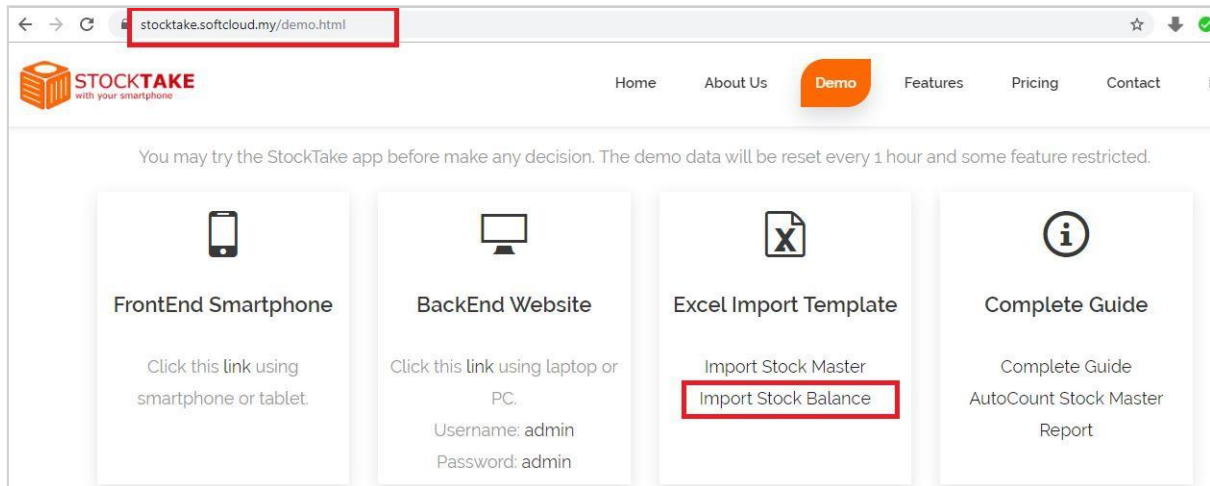 stocktake.softcloud.my/demo.html
STOCKTAKE
with your smartphone
Home About Us Demo Features Pricing Contact
You may try the StockTake app before make any decision. The demo data will be reset every 1 hour and some feature restricted.
FrontEnd Smartphone
Click this link using
smartphone or tablet.
BackEnd Website
Click this link using laptop or
PC.
Username: admin
Password: admin
Excel Import Template
Import Stock Master
Import Stock Balance
Complete Guide
Complete Guide
AutoCount Stock Master
Report